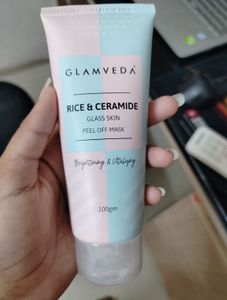 GLAMVEDA
RICE & CERAMIDE
GLASS SKIN
PEEL OFF MASK
Brightening & Vitalizing
100gm